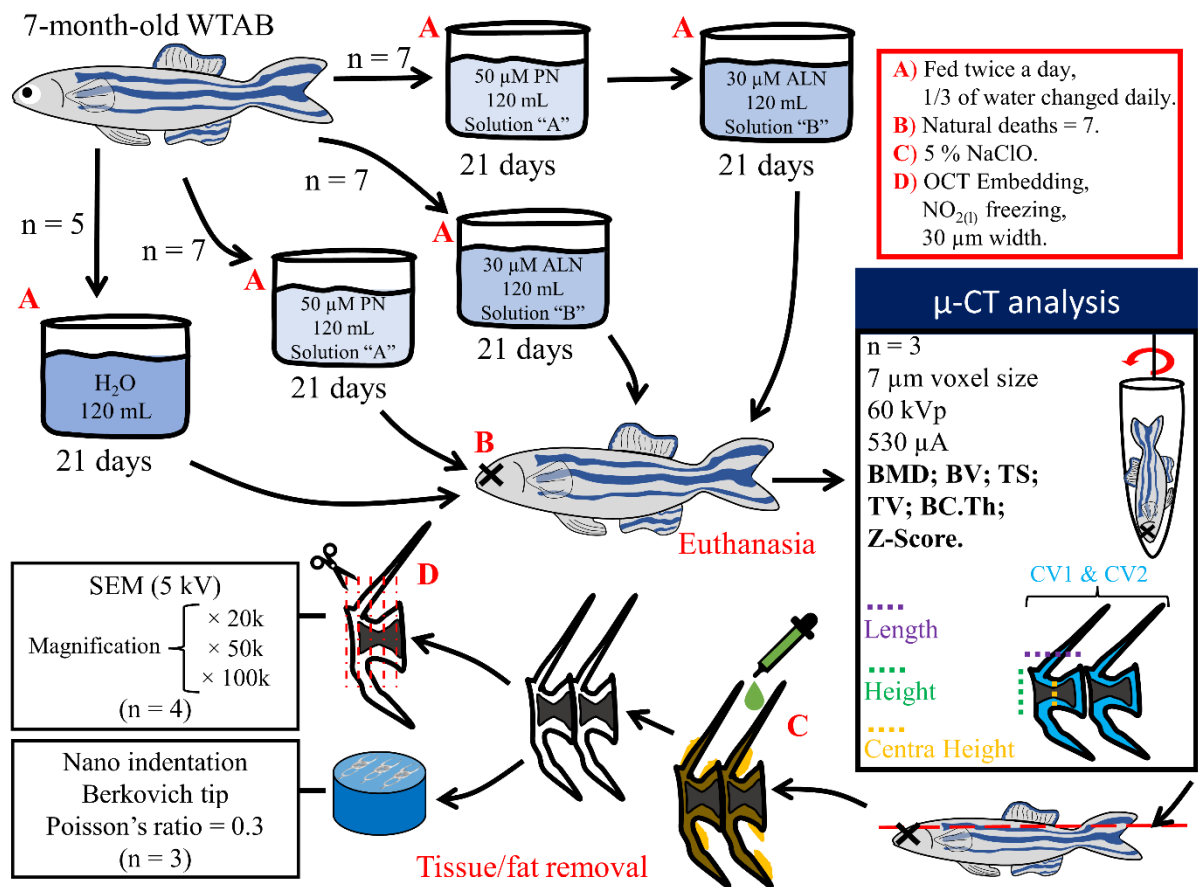 7-month-old WTAB
n = 7
A
50 µM PN
120 mL
Solution “A”
21 days
A
30 µM ALN
120 mL
Solution “B”
21 days
A) Fed twice a day,
1/3 of water changed daily.
B) Natural deaths = 7.
C) 5 % NaClO.
D) OCT Embedding,
NO2(l) freezing,
30 µm width.
n = 5
n = 7
n = 7
A
H2O
120 mL
21 days
A
50 µM PN
120 mL
Solution “A”
21 days
A
30 µM ALN
120 mL
Solution “B”
21 days
B
Euthanasia
µ-CT analysis
n = 3
7 µm voxel size
60 kVp
530 µA
BMD; BV; TS;
TV; BC.Th;
Z-Score.
CV1 & CV2
Length
Height
Centra Height
C
Tissue/fat removal
D
SEM (5 kV)
Magnification
× 20k
× 50k
× 100k
(n = 4)
Nano indentation
Berkovich tip
Poisson’s ratio = 0.3
(n = 3)